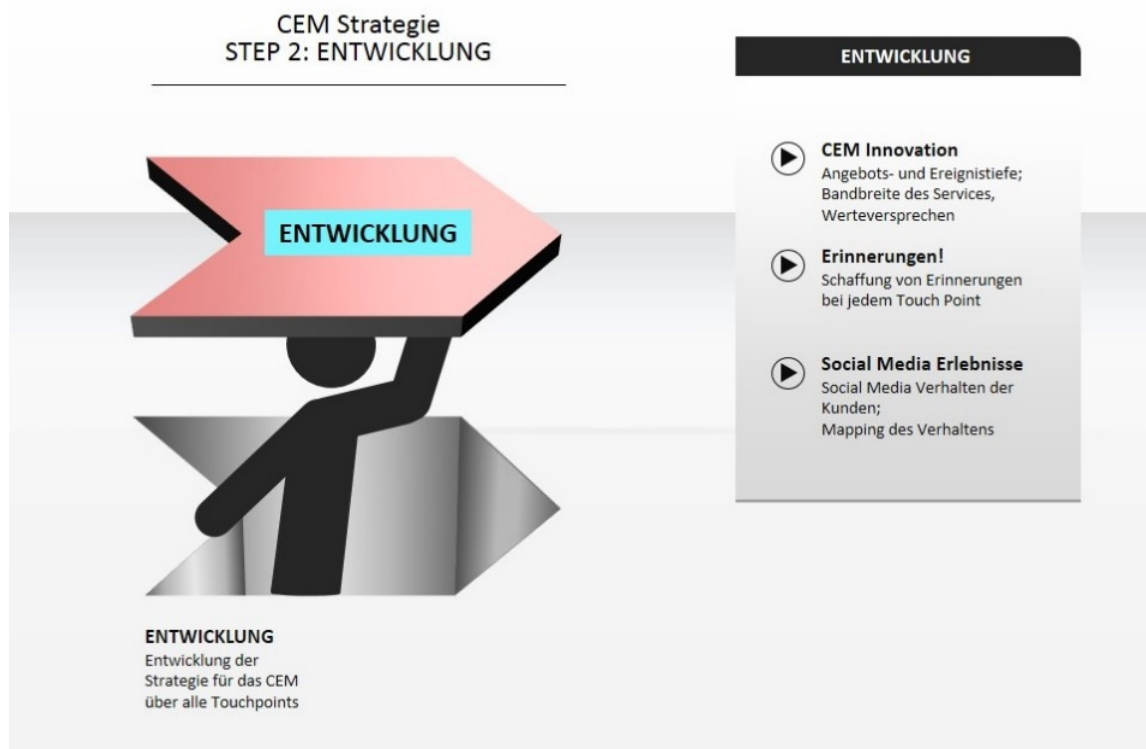 CEM Strategie
STEP 2: ENTWICKLUNG
ENTWICKLUNG
ENTWICKLUNG
Entwicklung der
Strategie für das CEM
über alle Touchpoints
ENTWICKLUNG
CEM Innovation
Angebots- und Ereignistiefe;
Bandbreite des Services,
Werteversprechen
Erinnerungen!
Schaffung von Erinnerungen
bei jedem Touch Point
Social Media Erlebnisse
Social Media Verhalten der
Kunden;
Mapping des Verhaltens